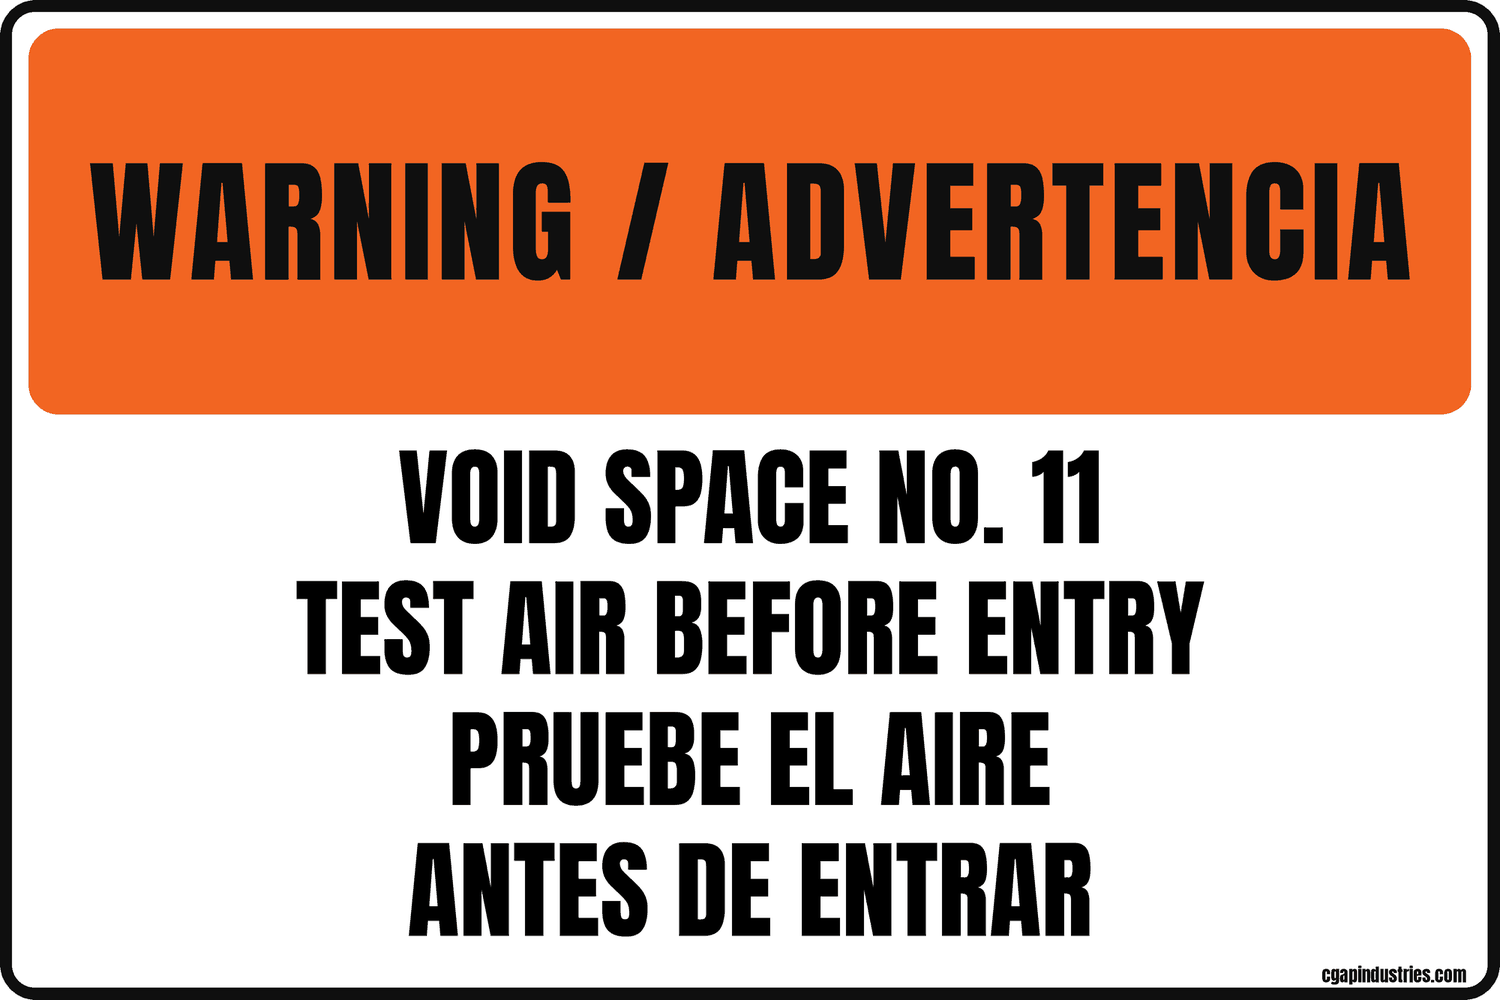 WARNING / ADVERTENCIA
VOID SPACE NO. 11
TEST AIR BEFORE ENTRY
PRUEBE EL AIRE
ANTES DE ENTRAR
cgapindustries.com